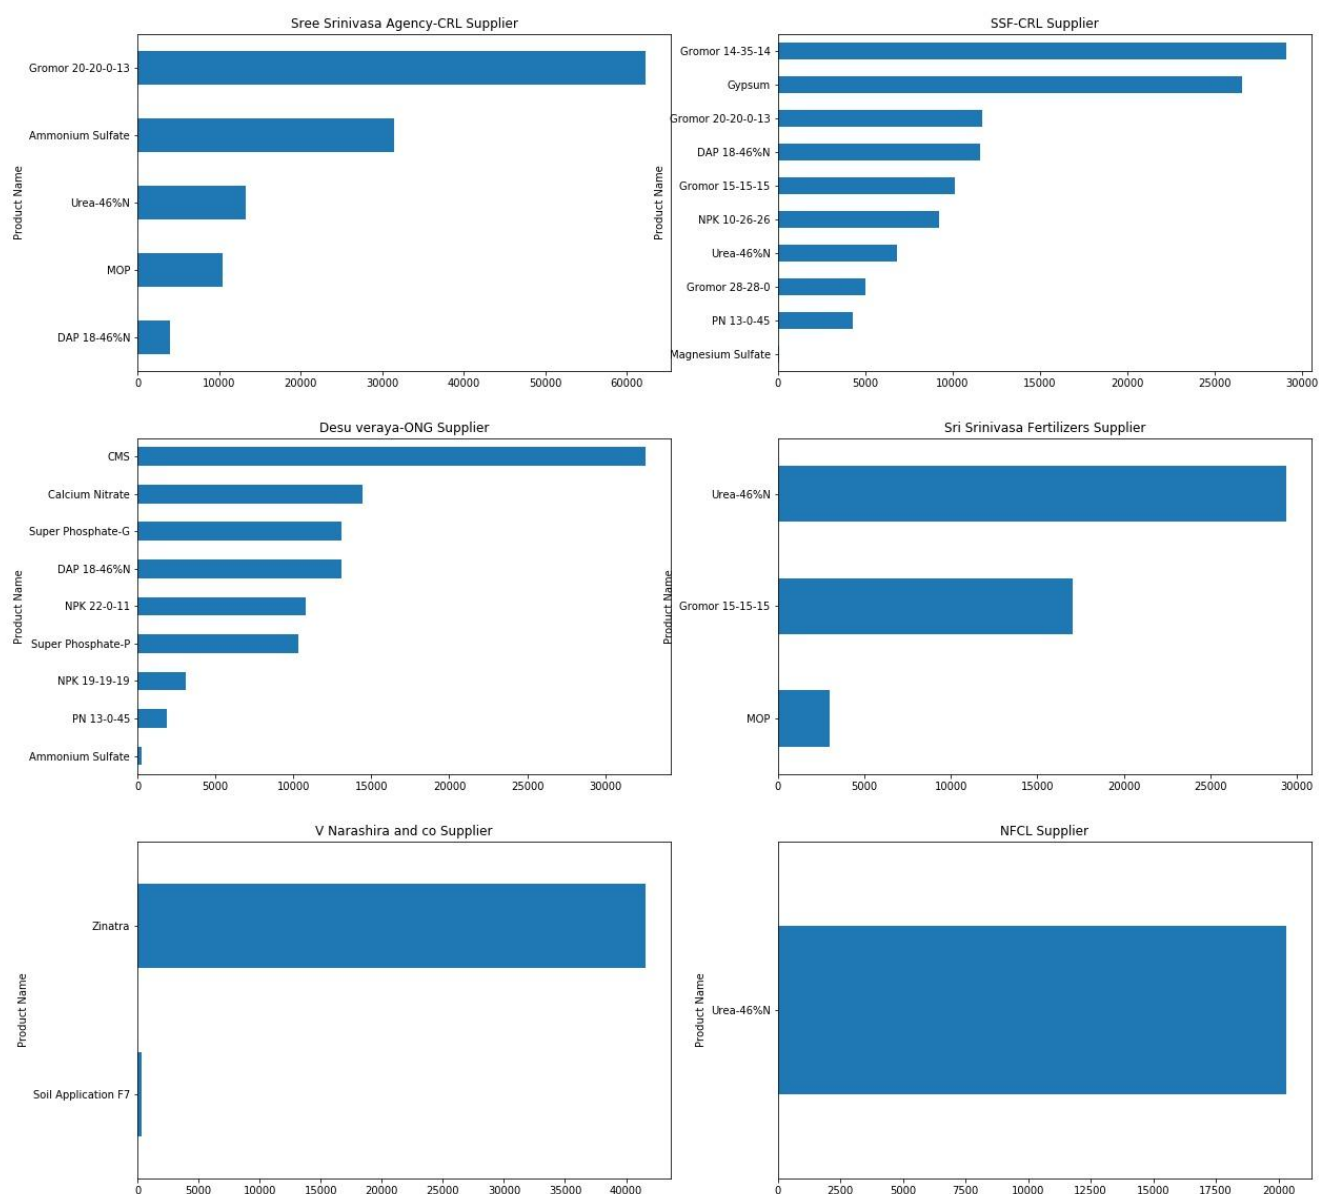 Sree Srinivasa Agency-CRL Supplier
Product Name
Gromor 20-20-0-13
Ammonium Sulfate
Urea-46%N
MOP
DAP 18-46%N
0 10000 20000 30000 40000 50000 60000
SSF-CRL Supplier
Product Name
Gromor 14-35-14
Gypsum
Gromor 20-20-0-13
DAP 18-46%N
Gromor 15-15-15
NPK 10-26-26
Urea-46%N
Gromor 28-28-0
PN 13-0-45
Magnesium Sulfate
0 5000 10000 15000 20000 25000 30000
Desu veraya-ONG Supplier
Product Name
CMS
Calcium Nitrate
Super Phosphate-G
DAP 18-46%N
NPK 22-0-11
Super Phosphate-P
NPK 19-19-19
PN 13-0-45
Ammonium Sulfate
0 5000 10000 15000 20000 25000 30000
Sri Srinivasa Fertilizers Supplier
Product Name
Urea-46%N
Gromor 15-15-15
MOP
0 5000 10000 15000 20000 25000 30000
V Narashira and co Supplier
Product Name
Zinatra
Soil Application F7
0 5000 10000 15000 20000 25000 30000 35000 40000
NFCL Supplier
Product Name
Urea-46%N
0 2500 5000 7500 10000 12500 15000 17500 20000